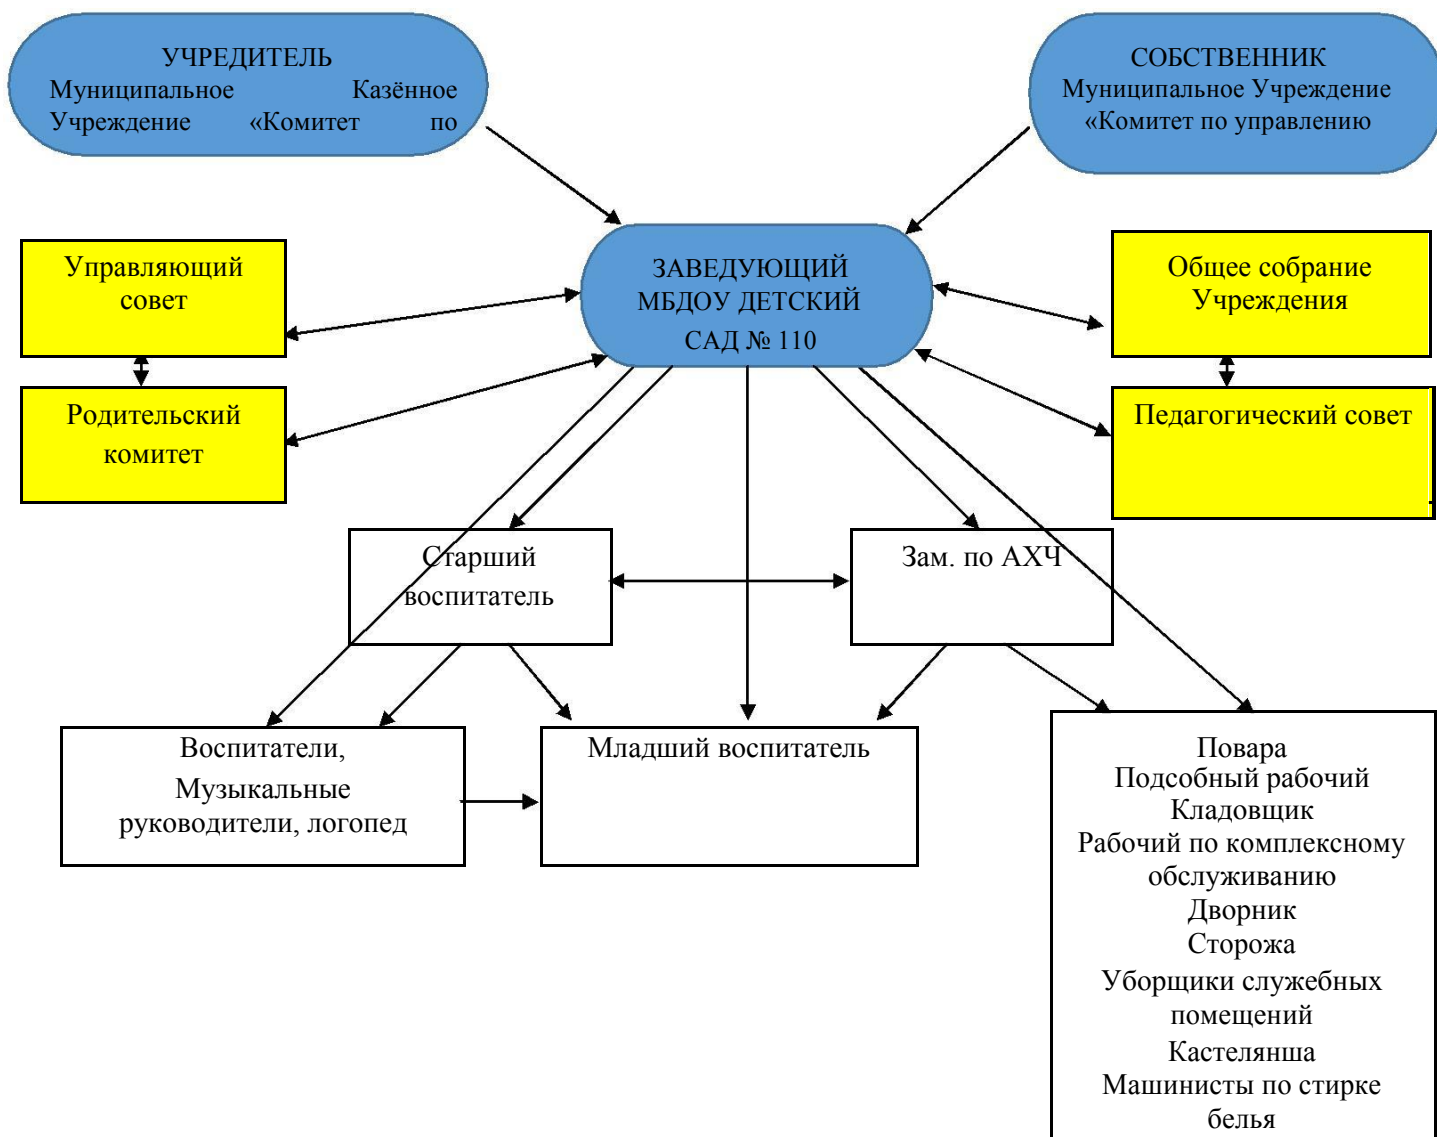 УЧРЕДИТЕЛЬ
Муниципальное Казённое
Учреждение «Комитет по
СОБСТВЕННИК
Муниципальное Учреждение
«Комитет по управлению
ЗАВЕДУЮЩИЙ
МБДОУ ДЕТСКИЙ
САД № 110
Управляющий
совет
Общее собрание
Учреждения
Родительский
комитет
Педагогический совет
Старший
воспитатель
Зам. по АХЧ
Воспитатели,
Музыкальные
руководители, логопед
Младший воспитатель
Повара
Подсобный рабочий
Кладовщик
Рабочий по комплексному
обслуживанию
Дворник
Сторожа
Уборщики служебных
помещений
Кастелянша
Машинисты по стирке
белья